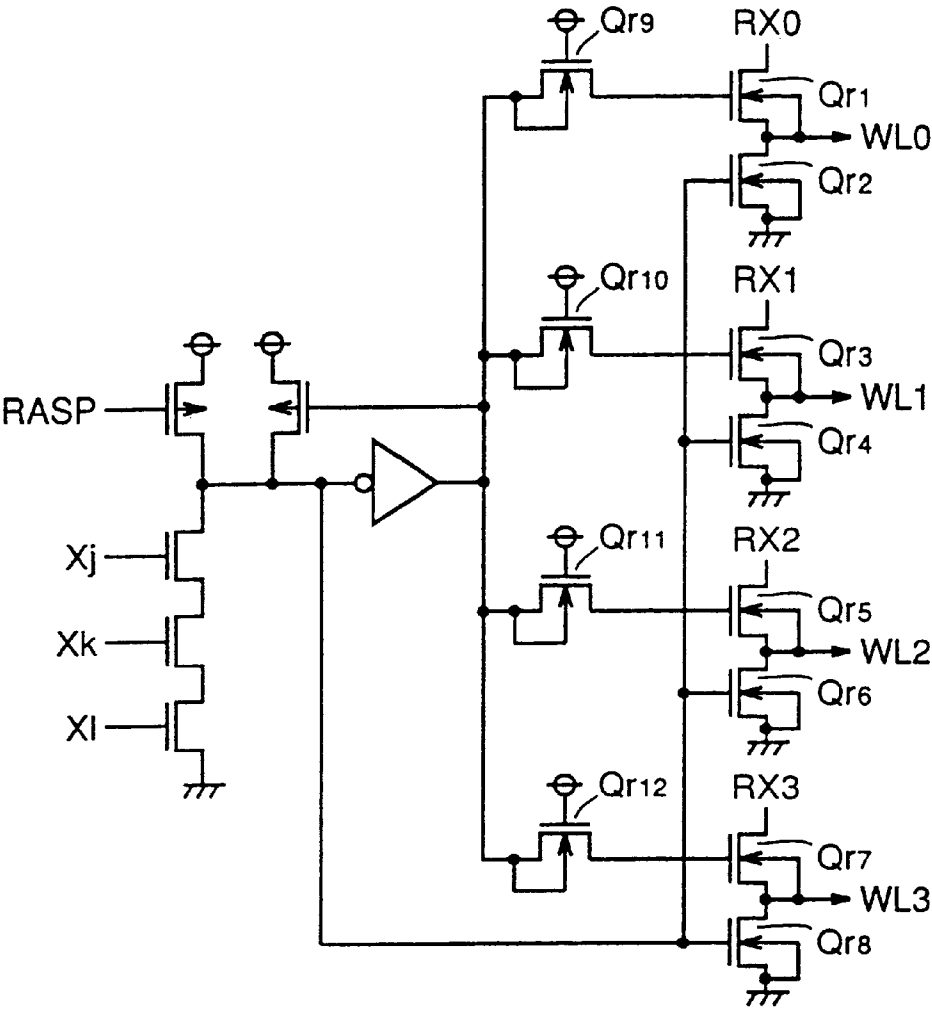 Qr9
RX0
Qr1
WL0
Qr2
Qr10
RX1
Qr3
WL1
Qr4
RASP
Qr11
RX2
Xj
Qr5
Xk
WL2
Qr6
Xl
Qr12
RX3
Qr7
WL3
Qr8